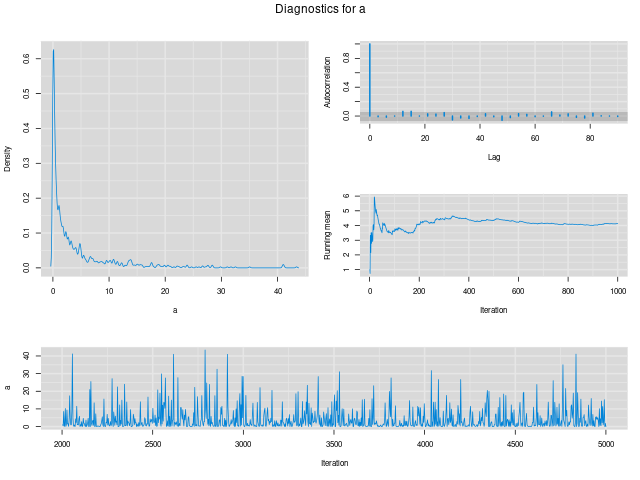 Diagnostics for a
Density
0.0 0.1 0.2 0.3 0.4 0.5 0.6
0 10 20 30 40
a
Autocorrelation
0.0 0.4 0.8
0 20 40 60 80
Lag
Running mean
1 2 3 4 5 6
0 200 400 600 800 1000
Iteration
a
0 10 20 30 40
2000 2500 3000 3500 4000 4500 5000
Iteration